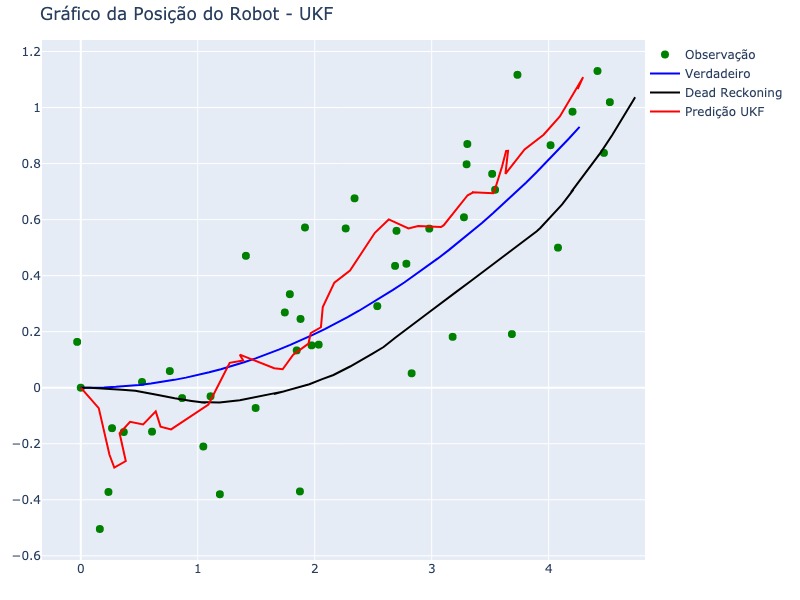 Gráfico da Posição do Robot - UKF
Observação
Verdadeiro
Dead Reckoning
Predição UKF
1.2
1
0.8
0.6
0.4
0.2
0
−0.2
−0.4
−0.6
0 1 2 3 4